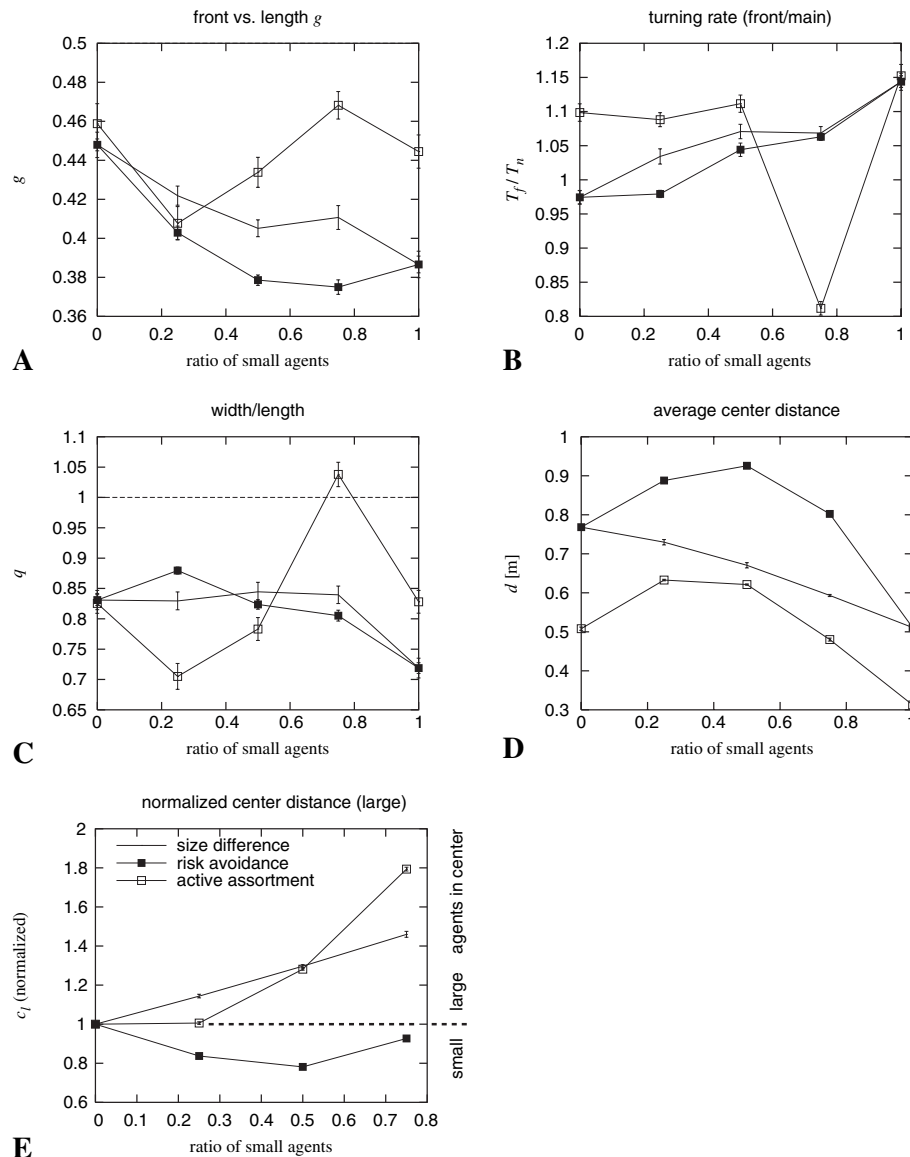 front vs. length g
0.5
0.48
0.46
0.44
0.42
0.4
0.38
0.36
g
0 0.2 0.4 0.6 0.8 1
ratio of small agents
A
turning rate (front/main)
1.2
1.15
1.1
1.05
1
0.95
0.9
0.85
0.8
T_f / T_n
0 0.2 0.4 0.6 0.8 1
ratio of small agents
B
width/length
1.1
1.05
1
0.95
0.9
0.85
0.8
0.75
0.7
0.65
q
0 0.2 0.4 0.6 0.8 1
ratio of small agents
C
average center distance
1
0.9
0.8
0.7
0.6
0.5
0.4
0.3
d [m]
0 0.2 0.4 0.6 0.8 1
ratio of small agents
D
normalized center distance (large)
2
1.8
1.6
1.4
1.2
1
0.8
0.6
c_l (normalized)
size difference
risk avoidance
active assortment
small large agents in center
0 0.1 0.2 0.3 0.4 0.5 0.6 0.7 0.8
ratio of small agents
E